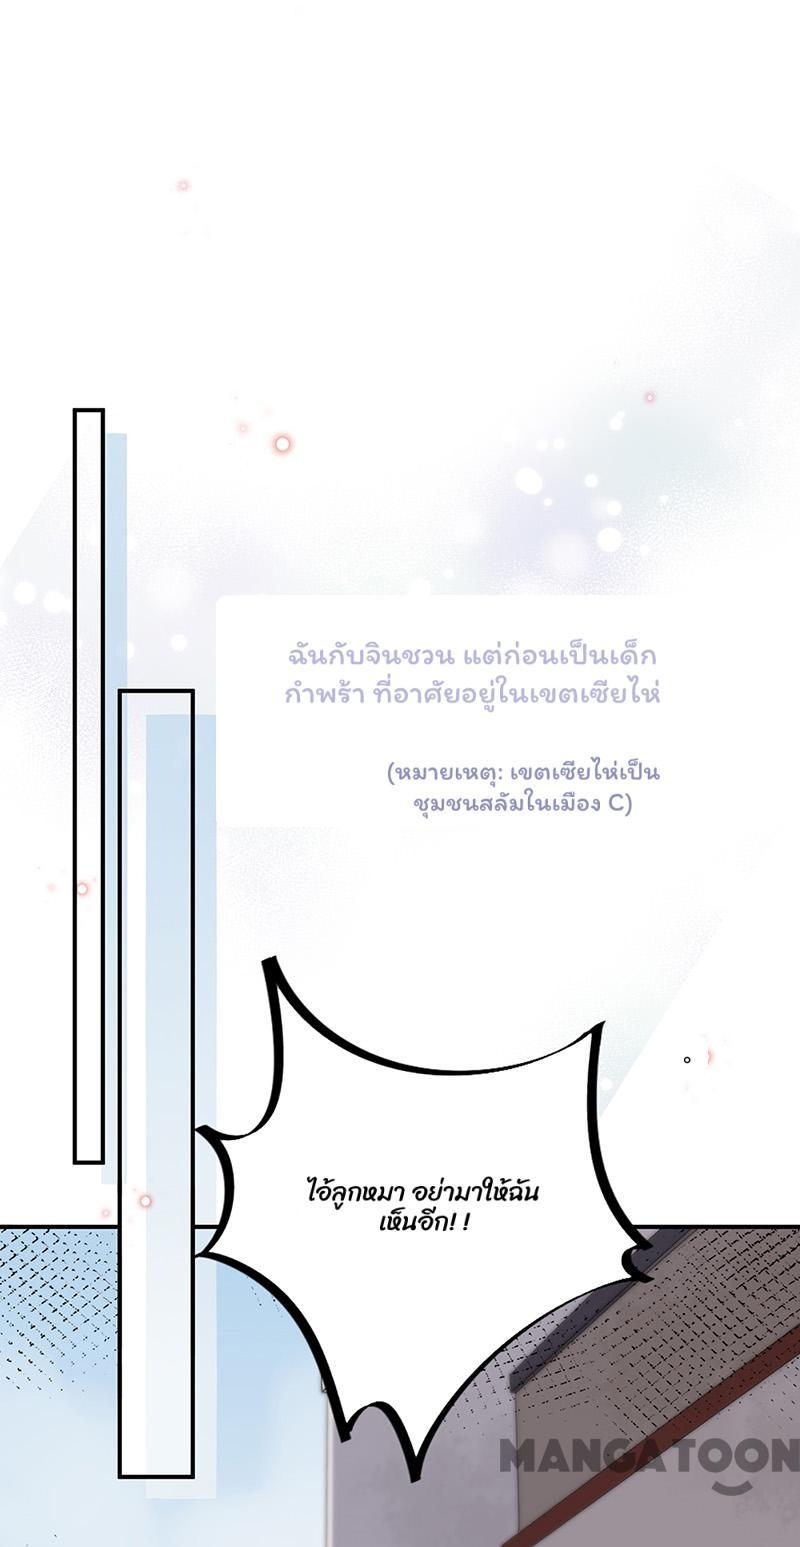 ฉันกับจินชวน แต่ก่อนเป็นเด็ก
กำพร้า ที่อาศัยอยู่ในเขตเซียไห่
(หมายเหตุ: เขตเซียไห่เป็น
ชุมชนสลัมในเมือง C)
ไอ้ลูกหมา อย่ามาให้ฉัน
เห็นอีก!!
MANGATOON